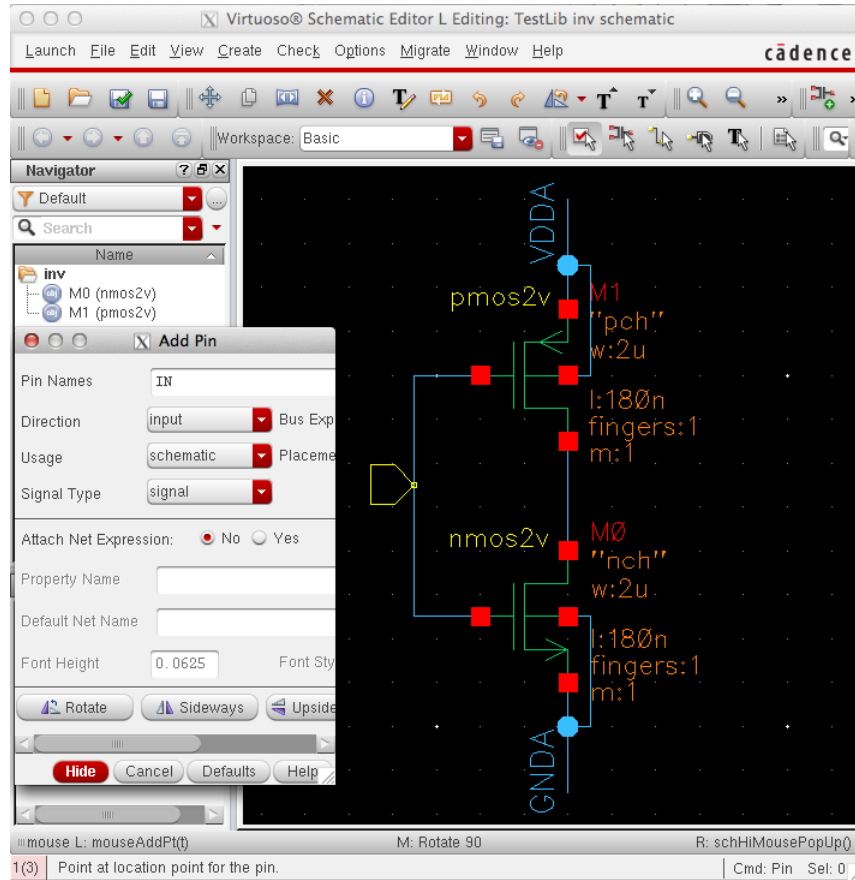 Virtuoso® Schematic Editor L Editing: TestLib inv schematic
Launch File Edit View Create Check Options Migrate Window Help cādence
Workspace: Basic
Navigator
Default
Search
Name
inv
M0 (nmos2v)
M1 (pmos2v)
Add Pin
Pin Names IN
Direction input Bus Exp
Usage schematic Placeme
Signal Type signal
Attach Net Expression: No Yes
Property Name
Default Net Name
Font Height 0.0625 Font Sty
Rotate Sideways Upside
Hide Cancel Defaults Help
VDDA
pmos2v M1
"pch"
w:2u
l:180n
fingers:1
m:1
nmos2v M0
"nch"
w:2u
l:180n
fingers:1
m:1
GNDA
mouse L: mouseAddPt(t) M: Rotate 90 R: schHiMousePopUp()
1(3) Point at location point for the pin. Cmd: Pin Sel: 0